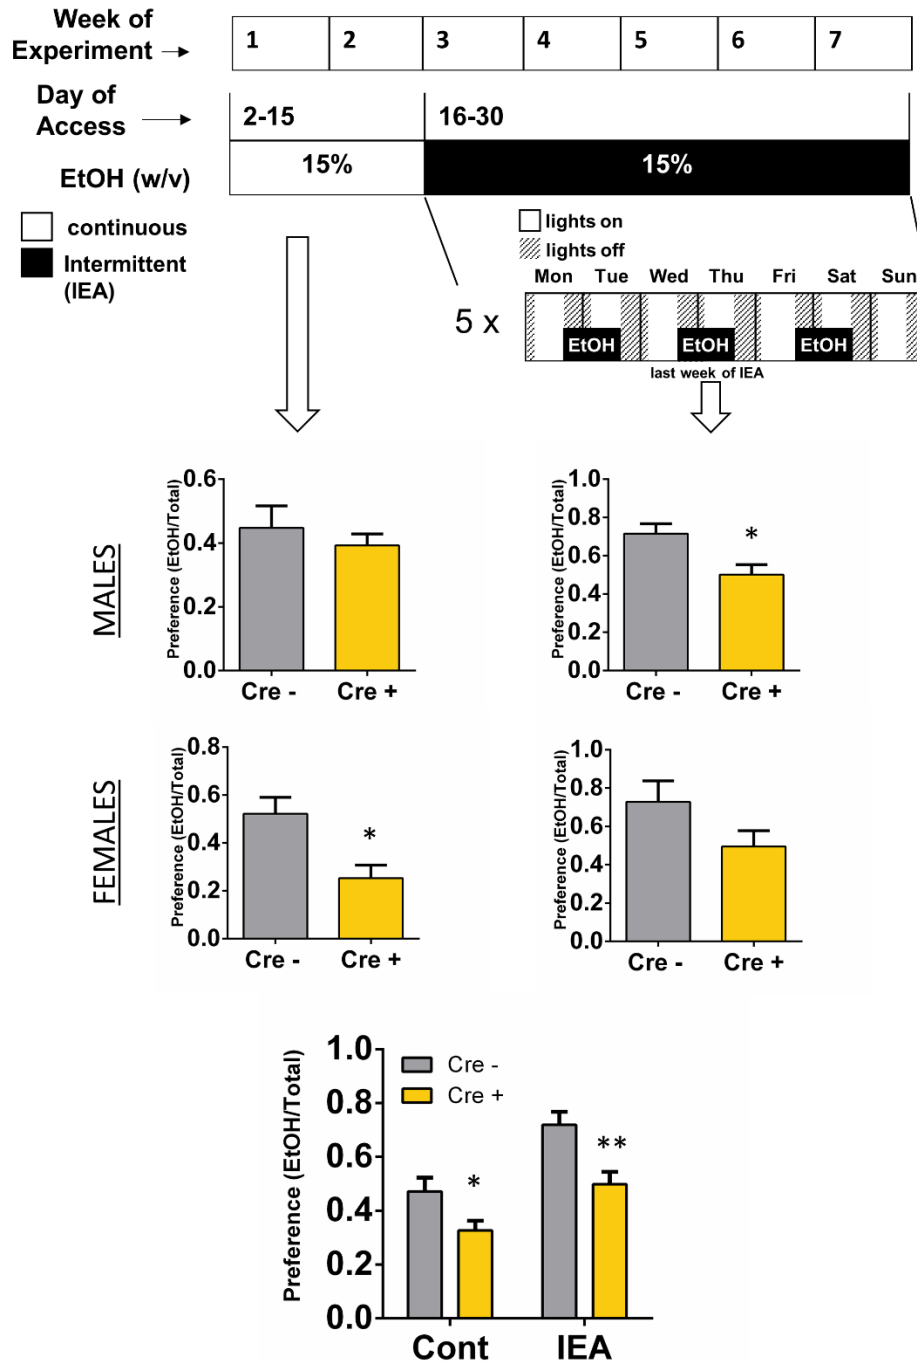 Week of
Experiment →
1 2 3 4 5 6 7
Day of
Access →
2-15 16-30
EtOH (w/v)
15% 15%
continuous
Intermittent
(IEA)
lights on
lights off
Mon Tue Wed Thu Fri Sat Sun
5 x
EtOH EtOH EtOH
last week of IEA
MALES
Preference (EtOH/Total)
0.6
0.4
0.2
0.0
Cre - Cre +
Preference (EtOH/Total)
1.0
0.8
0.6
0.4
0.2
0.0
*
Cre - Cre +
FEMALES
Preference (EtOH/Total)
0.8
0.6
0.4
0.2
0.0
*
Cre - Cre +
Preference (EtOH/Total)
1.0
0.8
0.6
0.4
0.2
0.0
Cre - Cre +
Preference (EtOH/Total)
1.0
0.8
0.6
0.4
0.2
0.0
Cre -
Cre +
* **
Cont IEA